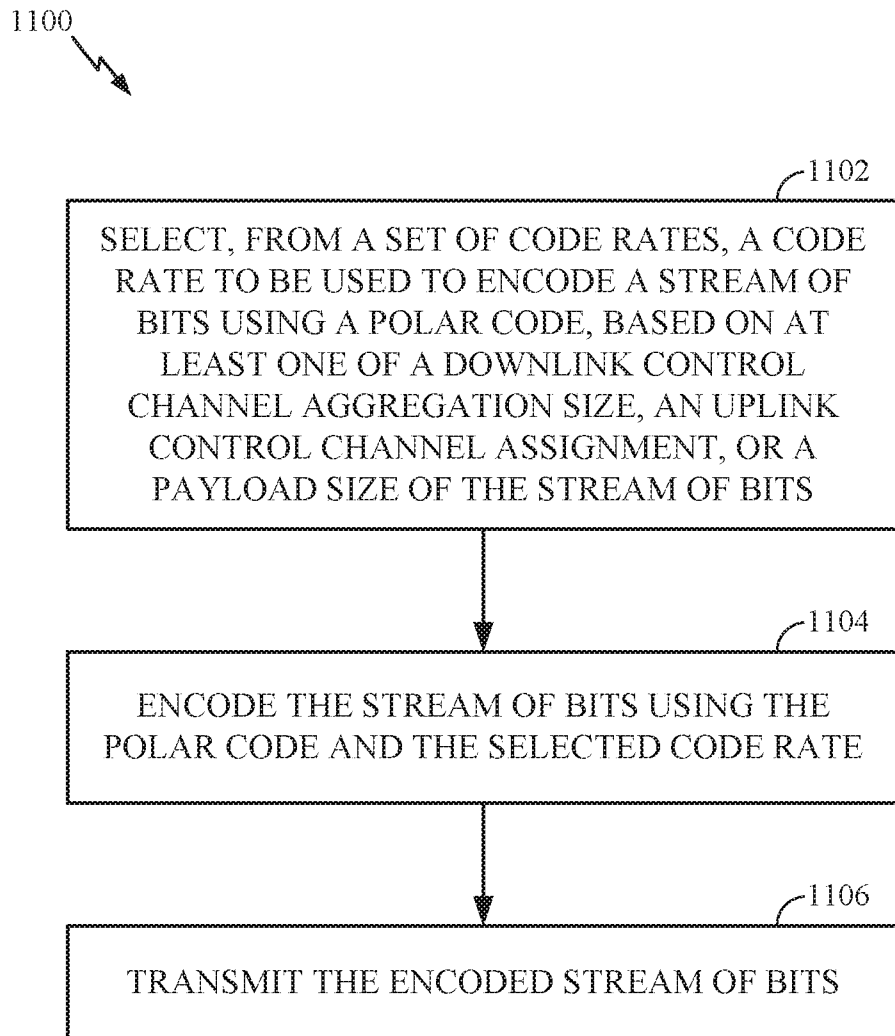 1100
1102
SELECT, FROM A SET OF CODE RATES, A CODE
RATE TO BE USED TO ENCODE A STREAM OF
BITS USING A POLAR CODE, BASED ON AT
LEAST ONE OF A DOWNLINK CONTROL
CHANNEL AGGREGATION SIZE, AN UPLINK
CONTROL CHANNEL ASSIGNMENT, OR A
PAYLOAD SIZE OF THE STREAM OF BITS
1104
ENCODE THE STREAM OF BITS USING THE
POLAR CODE AND THE SELECTED CODE RATE
1106
TRANSMIT THE ENCODED STREAM OF BITS